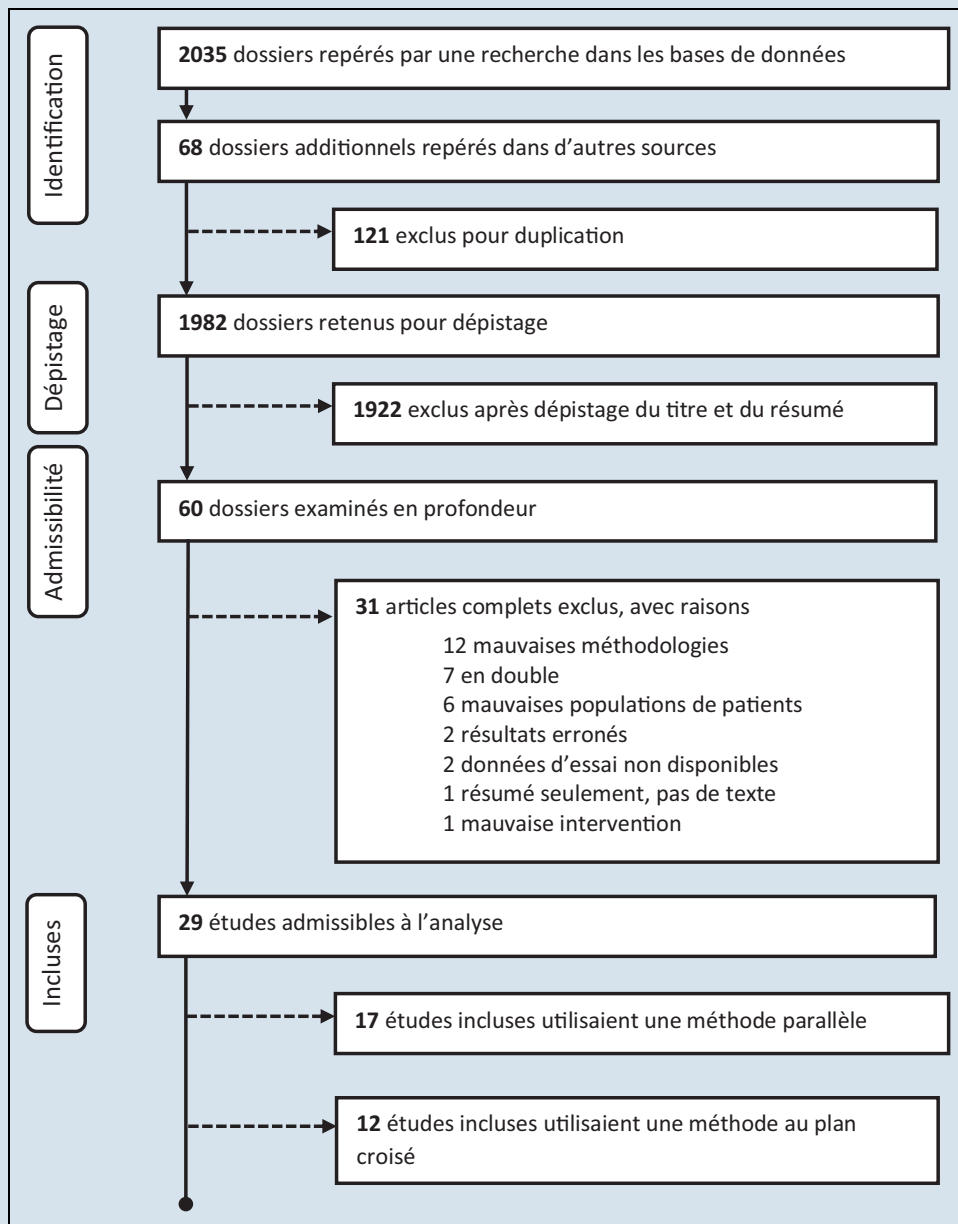 Identification
2035 dossiers repérés par une recherche dans les bases de données
68 dossiers additionnels repérés dans d'autres sources
121 exclus pour duplication
Dépistage
1982 dossiers retenus pour dépistage
1922 exclus après dépistage du titre et du résumé
Admissibilité
60 dossiers examinés en profondeur
31 articles complets exclus, avec raisons
12 mauvaises méthodologies
7 en double
6 mauvaises populations de patients
2 résultats erronés
2 données d'essai non disponibles
1 résumé seulement, pas de texte
1 mauvaise intervention
Incluses
29 études admissibles à l'analyse
17 études incluses utilisaient une méthode parallèle
12 études incluses utilisaient une méthode au plan
croisé